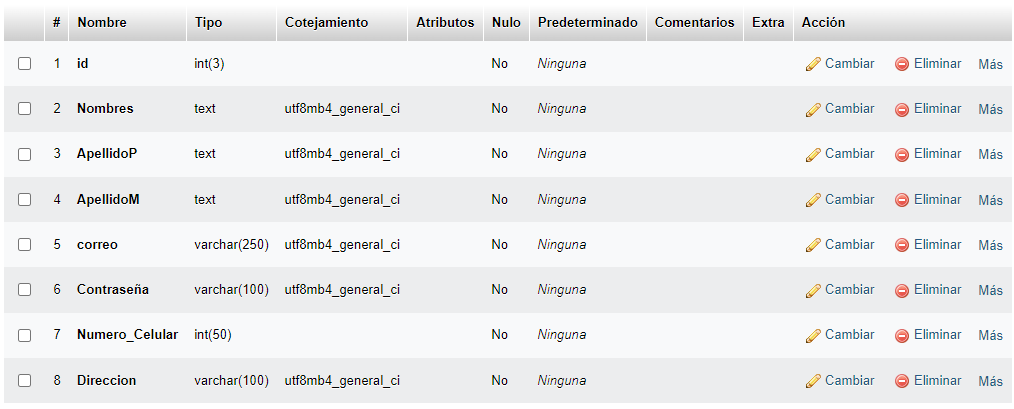 # Nombre Tipo Cotejamiento Atributos Nulo Predeterminado Comentarios Extra Acción
1 id int(3) No Ninguna Cambiar Eliminar Más
2 Nombres text utf8mb4_general_ci No Ninguna Cambiar Eliminar Más
3 ApellidoP text utf8mb4_general_ci No Ninguna Cambiar Eliminar Más
4 ApellidoM text utf8mb4_general_ci No Ninguna Cambiar Eliminar Más
5 correo varchar(250) utf8mb4_general_ci No Ninguna Cambiar Eliminar Más
6 Contraseña varchar(100) utf8mb4_general_ci No Ninguna Cambiar Eliminar Más
7 Numero_Celular int(50) No Ninguna Cambiar Eliminar Más
8 Direccion varchar(100) utf8mb4_general_ci No Ninguna Cambiar Eliminar Más